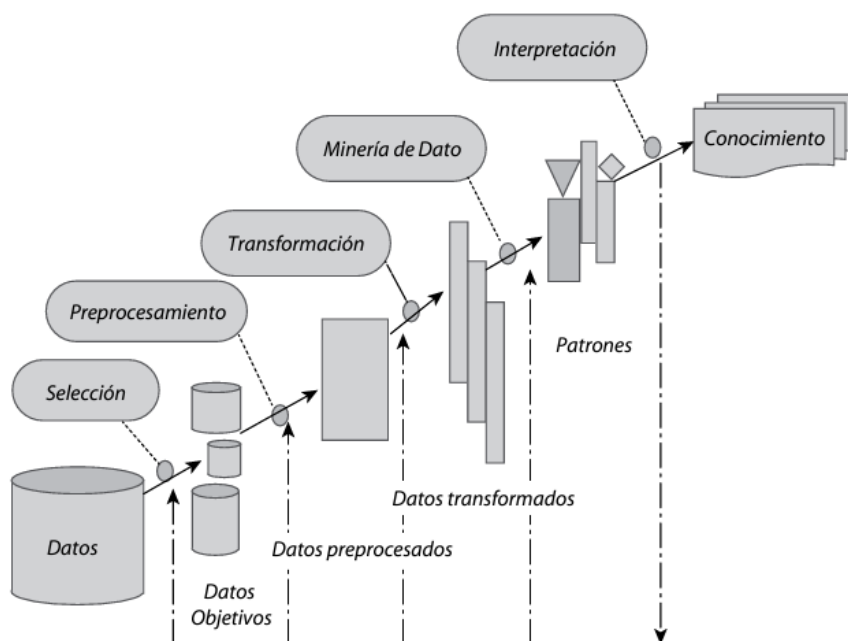 Interpretación
Conocimiento
Minería de Dato
Transformación
Preprocesamiento
Patrones
Selección
Datos transformados
Datos
Datos preprocesados
Datos
Objetivos